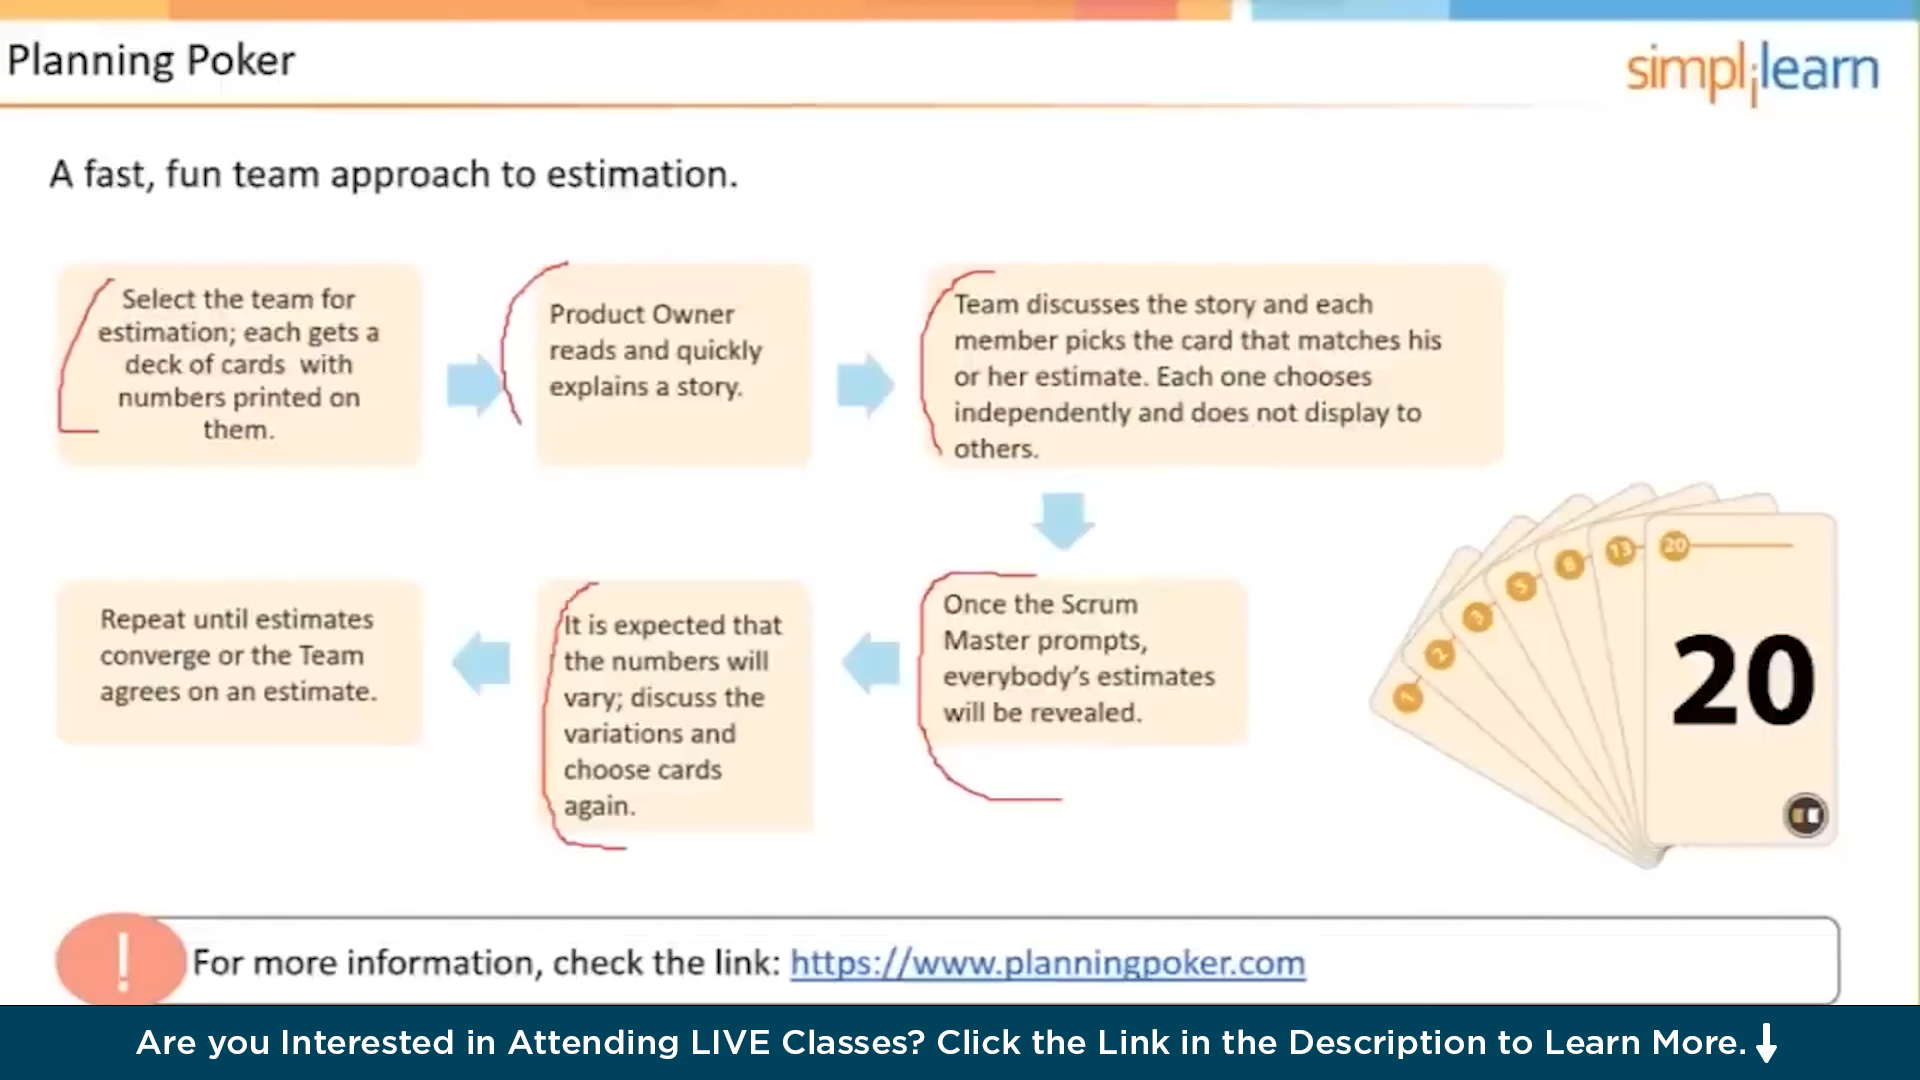 Planning Poker
simplilearn
A fast, fun team approach to estimation.
Select the team for
estimation; each gets a
deck of cards with
numbers printed on
them.
Product Owner
reads and quickly
explains a story.
Team discusses the story and each
member picks the card that matches his
or her estimate. Each one chooses
independently and does not display to
others.
Once the Scrum
Master prompts,
everybody's estimates
will be revealed.
It is expected that
the numbers will
vary; discuss the
variations and
choose cards
again.
Repeat until estimates
converge or the Team
agrees on an estimate.
1
2
3
5
8
13
20
20
! For more information, check the link: https://www.planningpoker.com
Are you Interested in Attending LIVE Classes? Click the Link in the Description to Learn More.